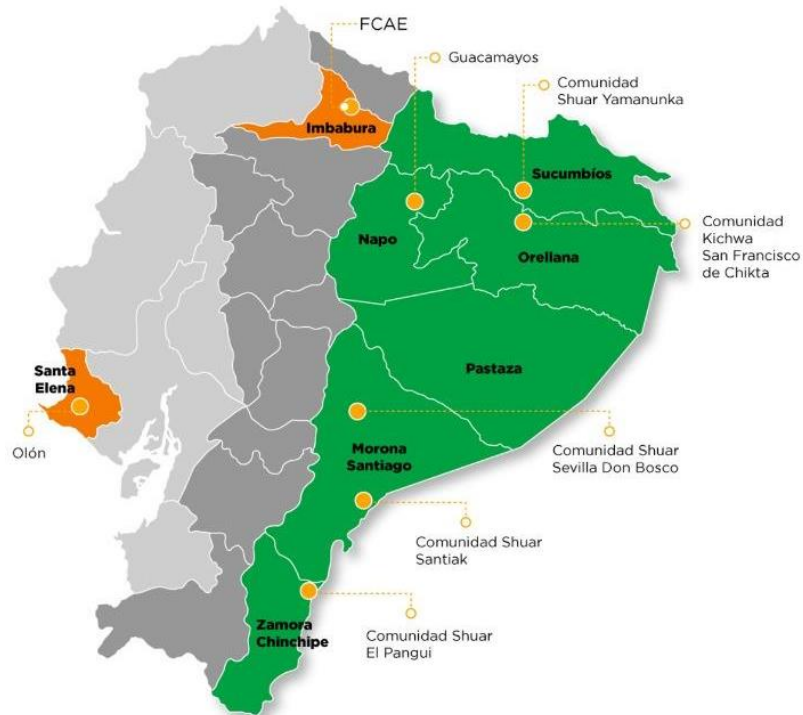 FCAE
Guacamayos
Comunidad
Shuar Yamanunka
Imbabura
Sucumbíos
Comunidad
Kichwa
San Francisco
de Chikta
Napo
Orellana
Santa
Elena
Pastaza
Olón
Morona
Santiago
Comunidad Shuar
Sevilla Don Bosco
Comunidad Shuar
Santiak
Zamora
Chinchipe
Comunidad Shuar
El Pangui